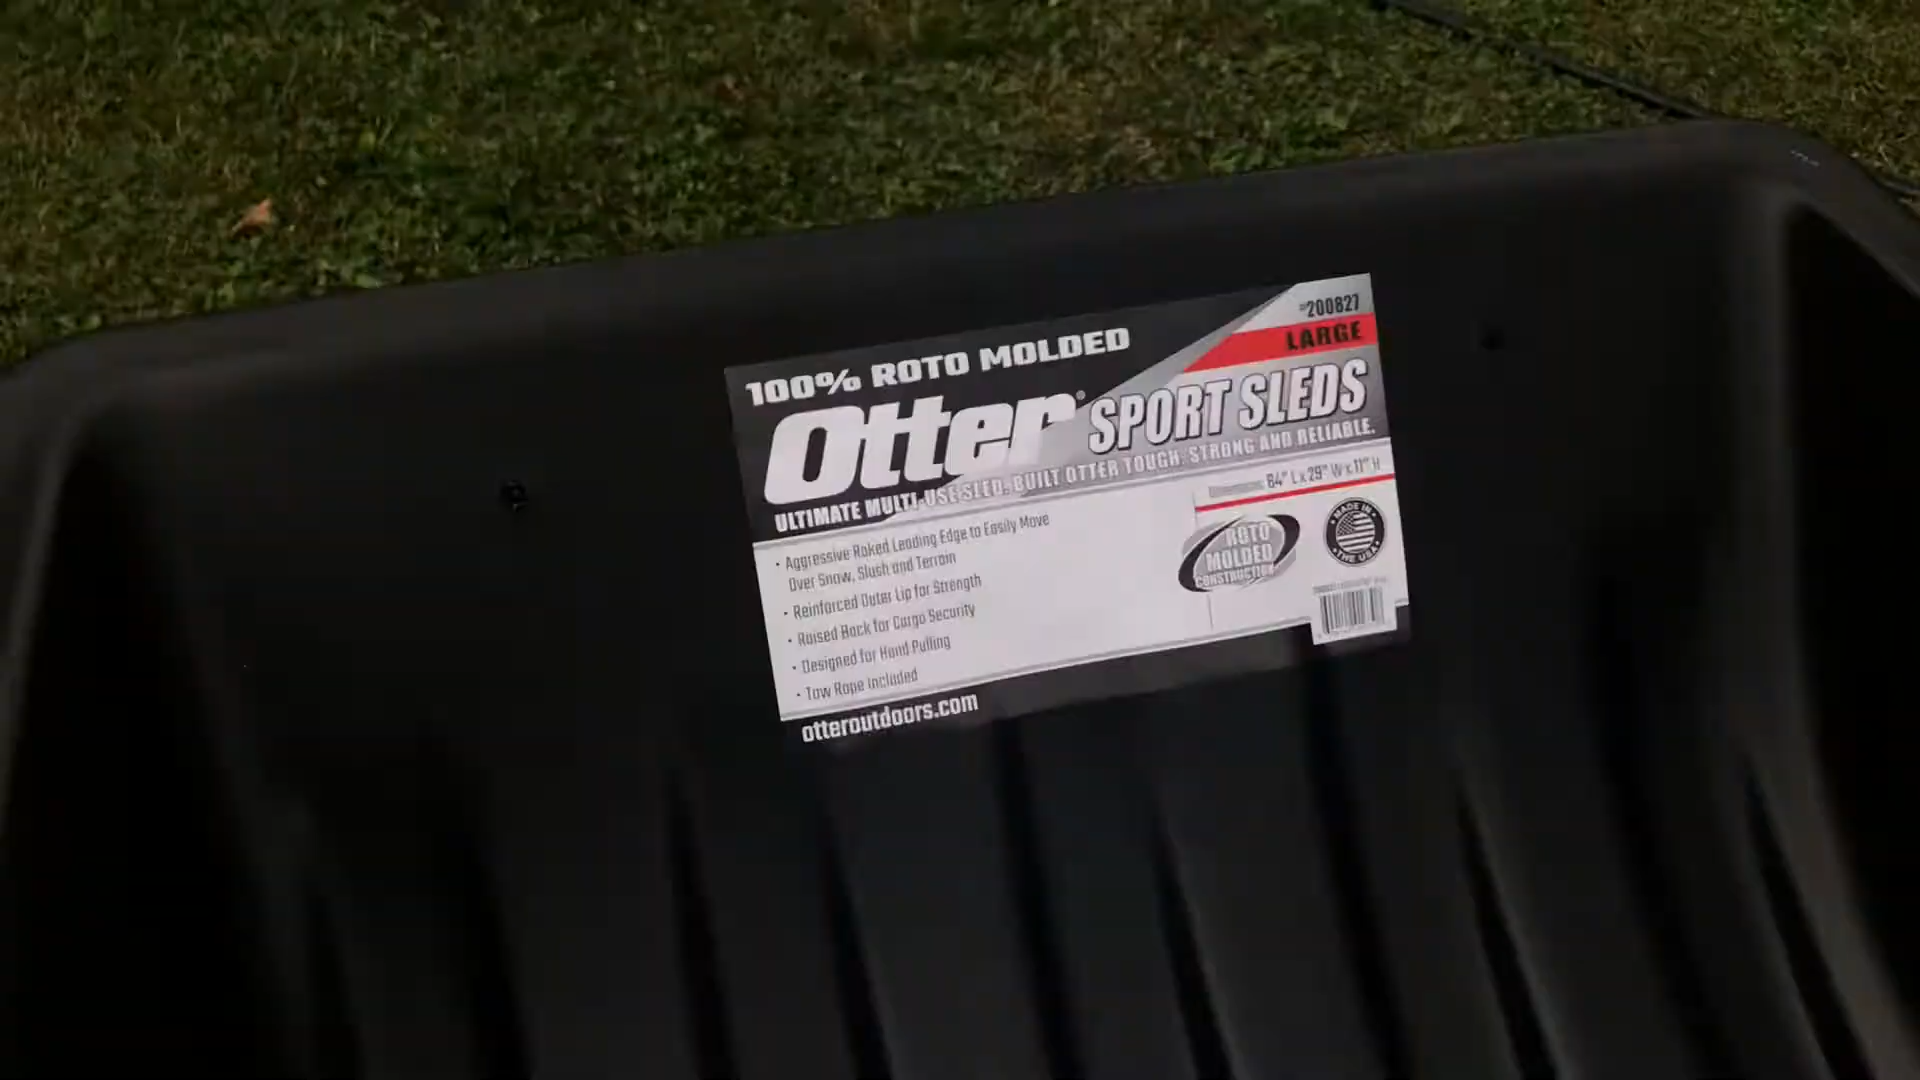 #200827
LARGE
100% ROTO MOLDED
Otter® SPORT SLEDS
ULTIMATE MULTI-USE SLED. BUILT OTTER TOUGH. STRONG AND RELIABLE.
64" L x 29" W x 11" H
• Aggressive Raked Leading Edge to Easily Move
Over Snow, Slush and Terrain
• Reinforced Outer Lip for Strength
• Raised Back for Cargo Security
• Designed for Hand Pulling
• Tow Rope Included
ROTO
MOLDED
CONSTRUCTION
MADE IN
THE USA
otteroutdoors.com